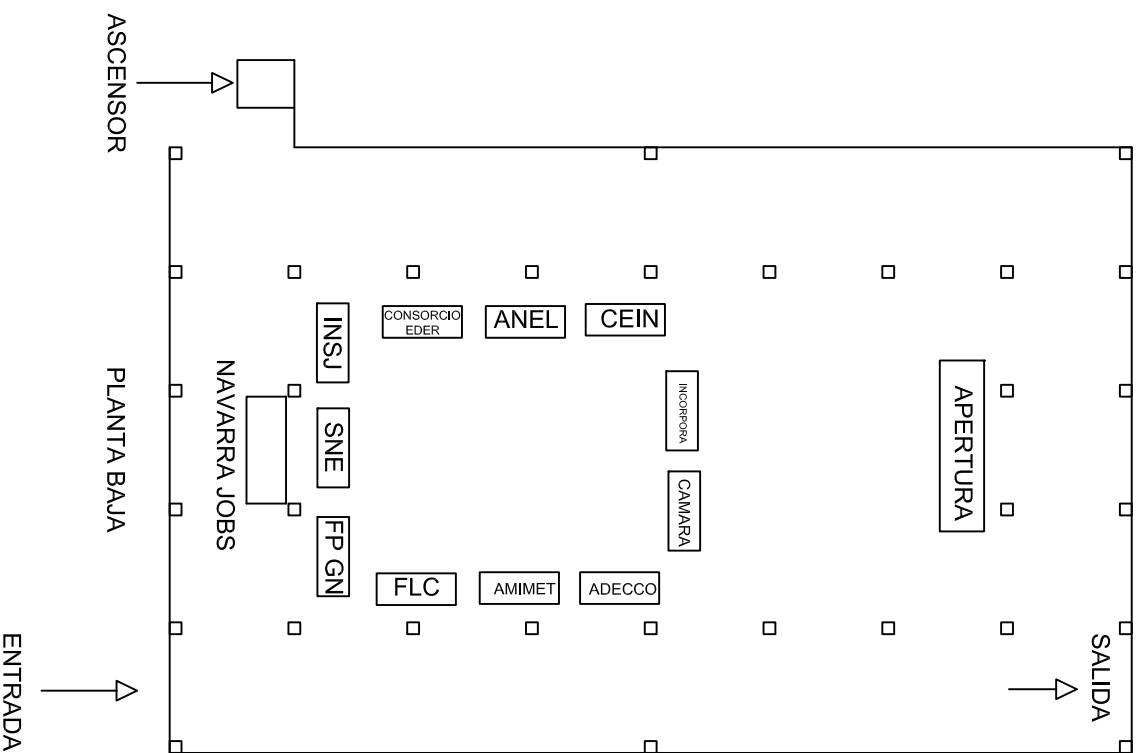 ASCENSOR
INSJ
CONSORCIO
EDER
ANEL
CEIN
INCORPORA
APERTURA
PLANTA BAJA
NAVARRA JOBS
SNE
CAMARA
FP GN
FLC
AMIMET
ADECCO
ENTRADA
SALIDA